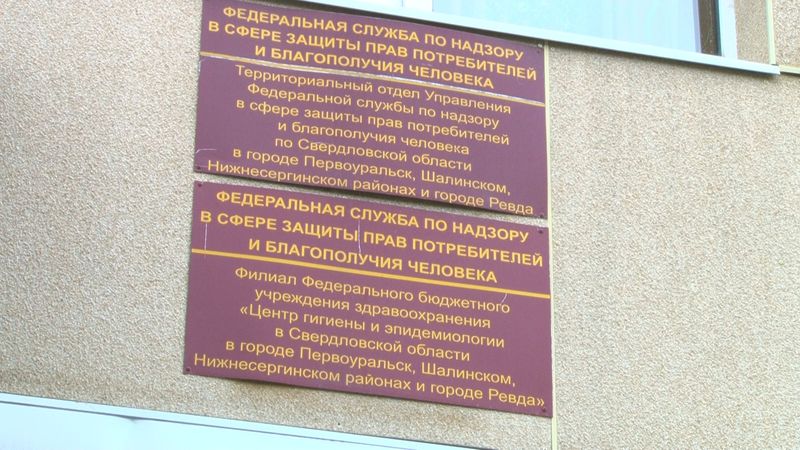 ФЕДЕРАЛЬНАЯ СЛУЖБА ПО НАДЗОРУ
В СФЕРЕ ЗАЩИТЫ ПРАВ ПОТРЕБИТЕЛЕЙ
И БЛАГОПОЛУЧИЯ ЧЕЛОВЕКА
Территориальный отдел Управления
Федеральной службы по надзору
в сфере защиты прав потребителей
и благополучия человека
по Свердловской области
в городе Первоуральск, Шалинском,
Нижнесергинском районах и городе Ревда
ФЕДЕРАЛЬНАЯ СЛУЖБА ПО НАДЗОРУ
В СФЕРЕ ЗАЩИТЫ ПРАВ ПОТРЕБИТЕЛЕЙ
И БЛАГОПОЛУЧИЯ ЧЕЛОВЕКА
Филиал Федерального бюджетного
учреждения здравоохранения
«Центр гигиены и эпидемиологии
в Свердловской области
в городе Первоуральск, Шалинском,
Нижнесергинском районах и городе Ревда»